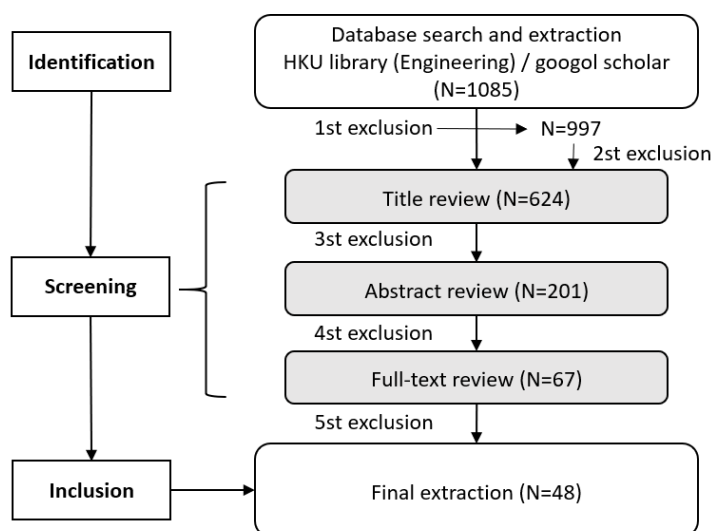 Identification
Database search and extraction
HKU library (Engineering) / googol scholar
(N=1085)
1st exclusion
N=997
2st exclusion
Title review (N=624)
3st exclusion
Screening
Abstract review (N=201)
4st exclusion
Full-text review (N=67)
5st exclusion
Inclusion
Final extraction (N=48)